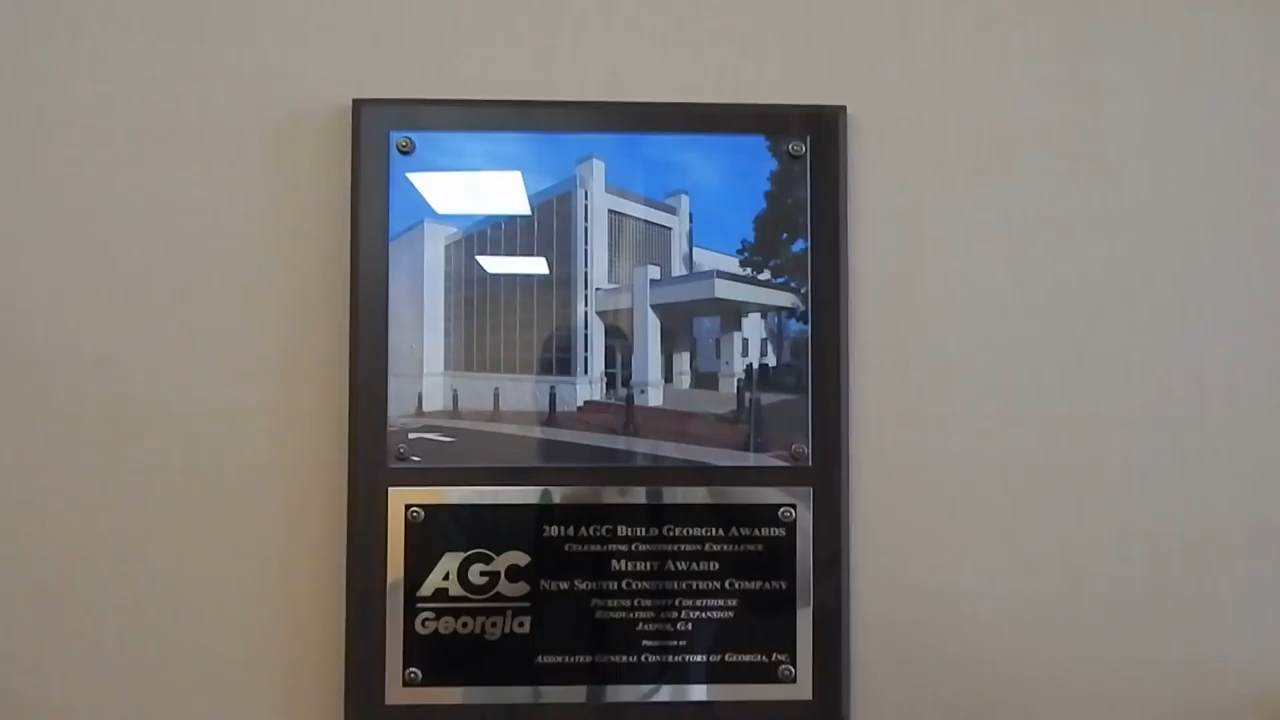 2014 AGC BUILD GEORGIA AWARDS
CELEBRATING CONSTRUCTION EXCELLENCE
MERIT AWARD
NEW SOUTH CONSTRUCTION COMPANY
PICKENS COUNTY COURTHOUSE
RENOVATION AND EXPANSION
JASPER, GA
PRESENTED BY
ASSOCIATED GENERAL CONTRACTORS OF GEORGIA, INC.
AGC
Georgia